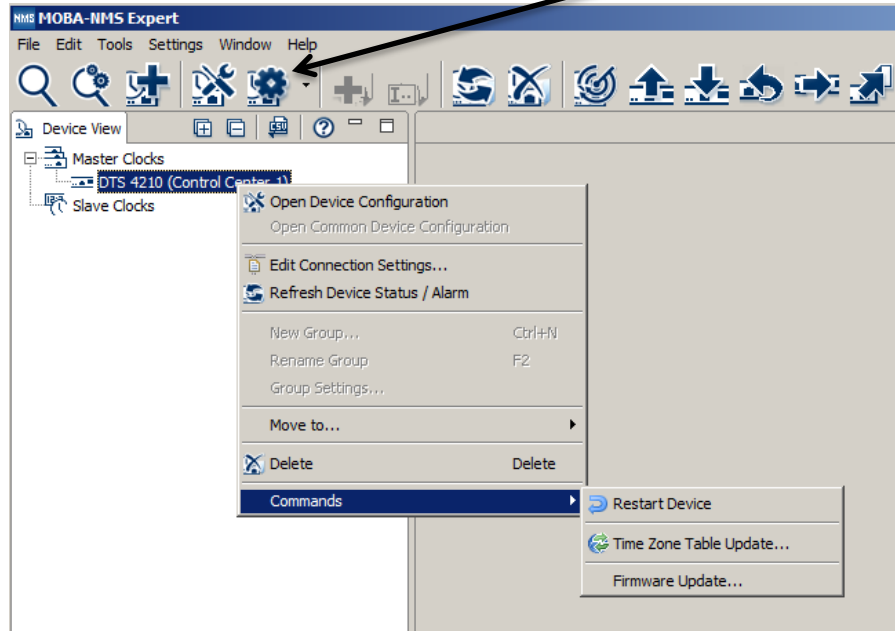 NMS MOBA-NMS Expert
File Edit Tools Settings Window Help
I...
Device View
CSV
?
Master Clocks
DTS 4210 (Control Center 1)
Slave Clocks
Open Device Configuration
Open Common Device Configuration
Edit Connection Settings...
Refresh Device Status / Alarm
New Group... Ctrl+N
Rename Group F2
Group Settings...
Move to...
Delete Delete
Commands
Restart Device
Time Zone Table Update...
Firmware Update...